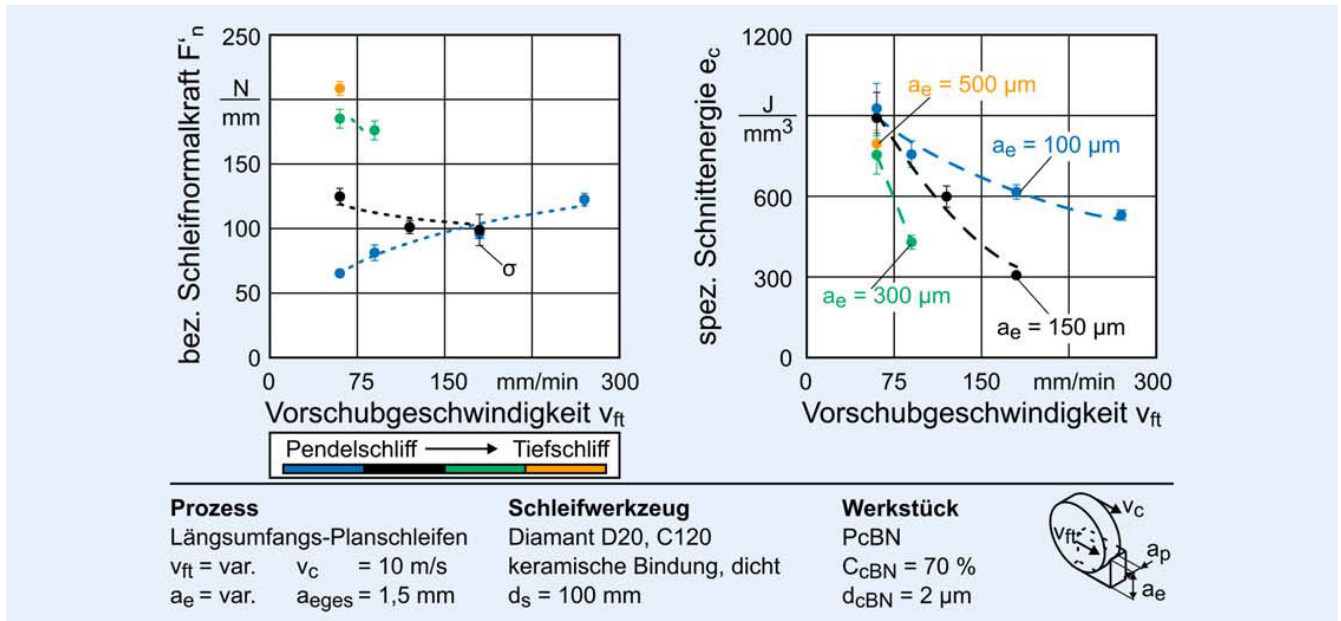 bez. Schleifnormalkraft F'n
250
N
mm
150
100
50
0
0 75 150 mm/min 300
Vorschubgeschwindigkeit vft
σ
Pendelschliff → Tiefschliff
spez. Schnittenergie ec
1200
J
mm³
600
300
0
0 75 150 mm/min 300
Vorschubgeschwindigkeit vft
ae = 500 µm
ae = 100 µm
ae = 300 µm
ae = 150 µm
Prozess
Längsumfangs-Planschleifen
vft = var. vc = 10 m/s
ae = var. aeges = 1,5 mm
Schleifwerkzeug
Diamant D20, C120
keramische Bindung, dicht
ds = 100 mm
Werkstück
PcBN
CcBN = 70 %
dcBN = 2 µm
vc
vft
ap
ae